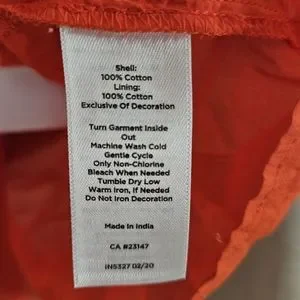 Shell:
100% Cotton
Lining:
100% Cotton
Exclusive Of Decoration
Turn Garment Inside
Out
Machine Wash Cold
Gentle Cycle
Only Non-Chlorine
Bleach When Needed
Tumble Dry Low
Warm Iron, If Needed
Do Not Iron Decoration
Made In India
CA #23147
IN5327 02/20